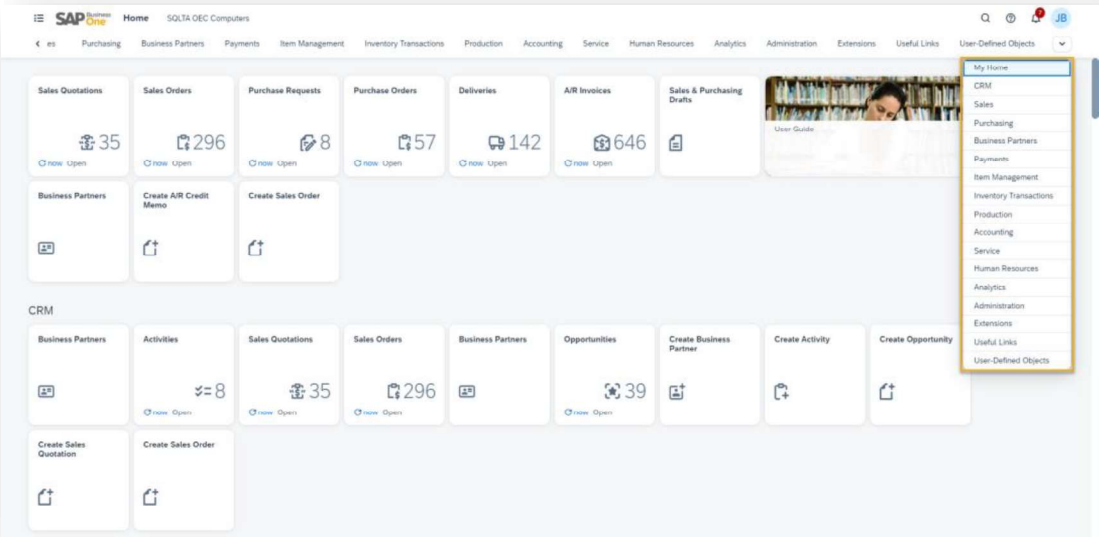 SAP Business One Home SQLTA OEC Computers 7 JB
es Purchasing Business Partners Payments Item Management Inventory Transactions Production Accounting Service Human Resources Analytics Administration Extensions Useful Links User-Defined Objects
My Home
CRM
Sales
Purchasing
Business Partners
Payments
Item Management
Inventory Transactions
Production
Accounting
Service
Human Resources
Analytics
Administration
Extensions
Useful Links
User-Defined Objects
Sales Quotations
35
now Open
Sales Orders
296
now Open
Purchase Requests
8
now Open
Purchase Orders
57
now Open
Deliveries
142
now Open
A/R Invoices
646
now Open
Sales & Purchasing
Drafts
User Guide
Business Partners
Create A/R Credit
Memo
Create Sales Order
CRM
Business Partners
Activities
8
now Open
Sales Quotations
35
now Open
Sales Orders
296
now Open
Business Partners
Opportunities
39
now Open
Create Business
Partner
Create Activity
Create Opportunity
Create Sales
Quotation
Create Sales Order